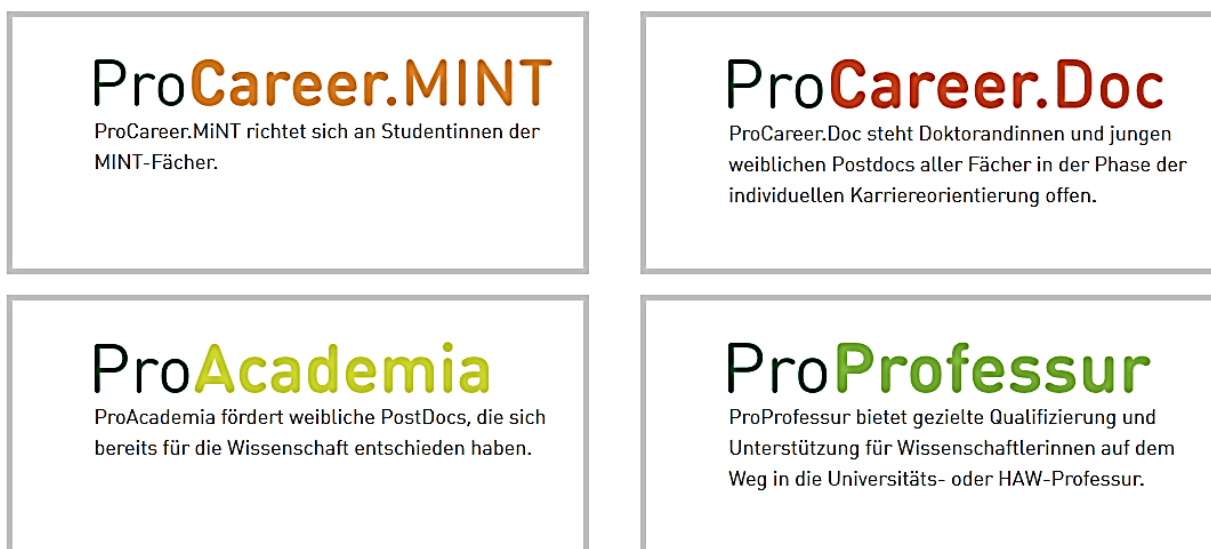 ProCareer.MINT
ProCareer.MiNT richtet sich an Studentinnen der
MINT-Fächer.
ProCareer.Doc
ProCareer.Doc steht Doktorandinnen und jungen
weiblichen Postdocs aller Fächer in der Phase der
individuellen Karriereorientierung offen.
ProAcademia
ProAcademia fördert weibliche PostDocs, die sich
bereits für die Wissenschaft entschieden haben.
ProProfessur
ProProfessur bietet gezielte Qualifizierung und
Unterstützung für Wissenschaftlerinnen auf dem
Weg in die Universitäts- oder HAW-Professur.